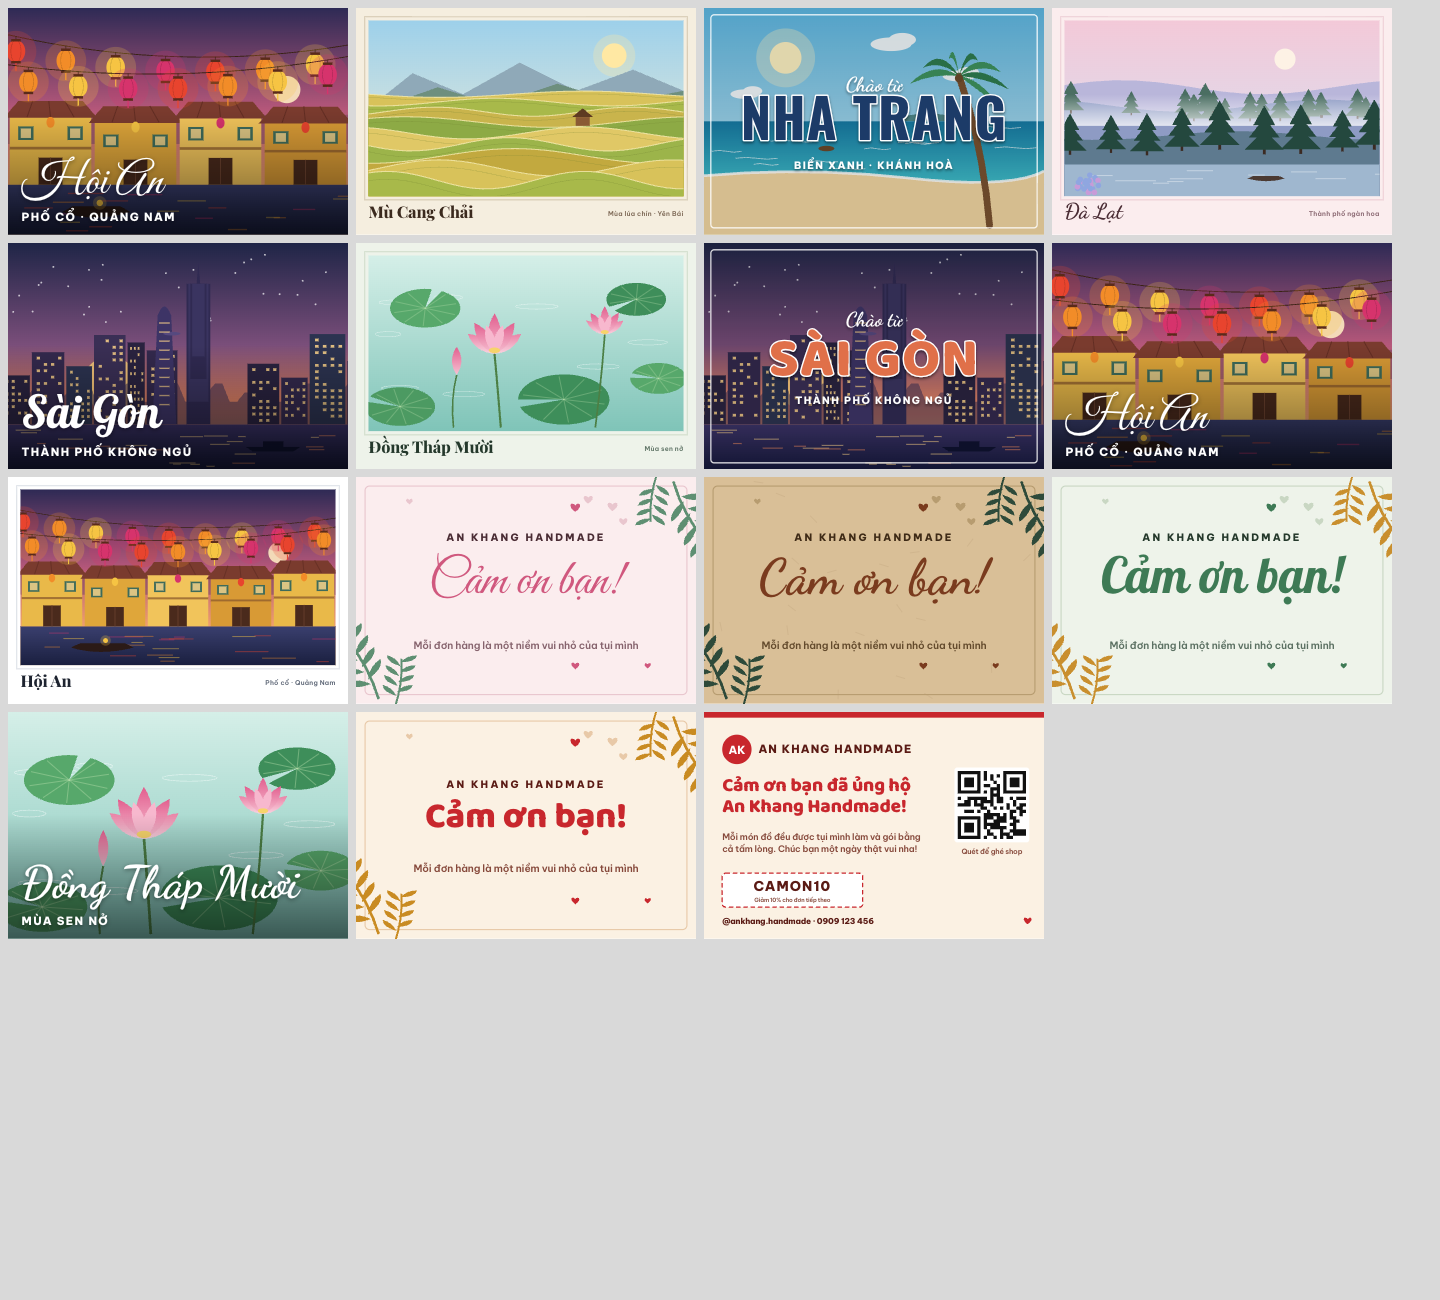 Hội An
PHỐ CỔ · QUẢNG NAM
Mù Cang Chải
Mùa lúa chín · Yên Bái
Chào từ
NHA TRANG
BIỂN XANH · KHÁNH HOÀ
Đà Lạt
Thành phố ngàn hoa
Sài Gòn
THÀNH PHỐ KHÔNG NGỦ
Đồng Tháp Mười
Mùa sen nở
Chào từ
SÀI GÒN
THÀNH PHỐ KHÔNG NGỦ
Hội An
PHỐ CỔ · QUẢNG NAM
Hội An
Phố cổ · Quảng Nam
AN KHANG HANDMADE
Cảm ơn bạn!
Mỗi đơn hàng là một niềm vui nhỏ của tụi mình
AN KHANG HANDMADE
Cảm ơn bạn!
Mỗi đơn hàng là một niềm vui nhỏ của tụi mình
AN KHANG HANDMADE
Cảm ơn bạn!
Mỗi đơn hàng là một niềm vui nhỏ của tụi mình
Đồng Tháp Mười
MÙA SEN NỞ
AN KHANG HANDMADE
Cảm ơn bạn!
Mỗi đơn hàng là một niềm vui nhỏ của tụi mình
AK AN KHANG HANDMADE
Cảm ơn bạn đã ủng hộ
An Khang Handmade!
Mỗi món đồ đều được tụi mình làm và gói bằng
cả tấm lòng. Chúc bạn một ngày thật vui nha!
Quét để ghé shop
CAMON10
Giảm 10% cho đơn tiếp theo
@ankhang.handmade · 0909 123 456